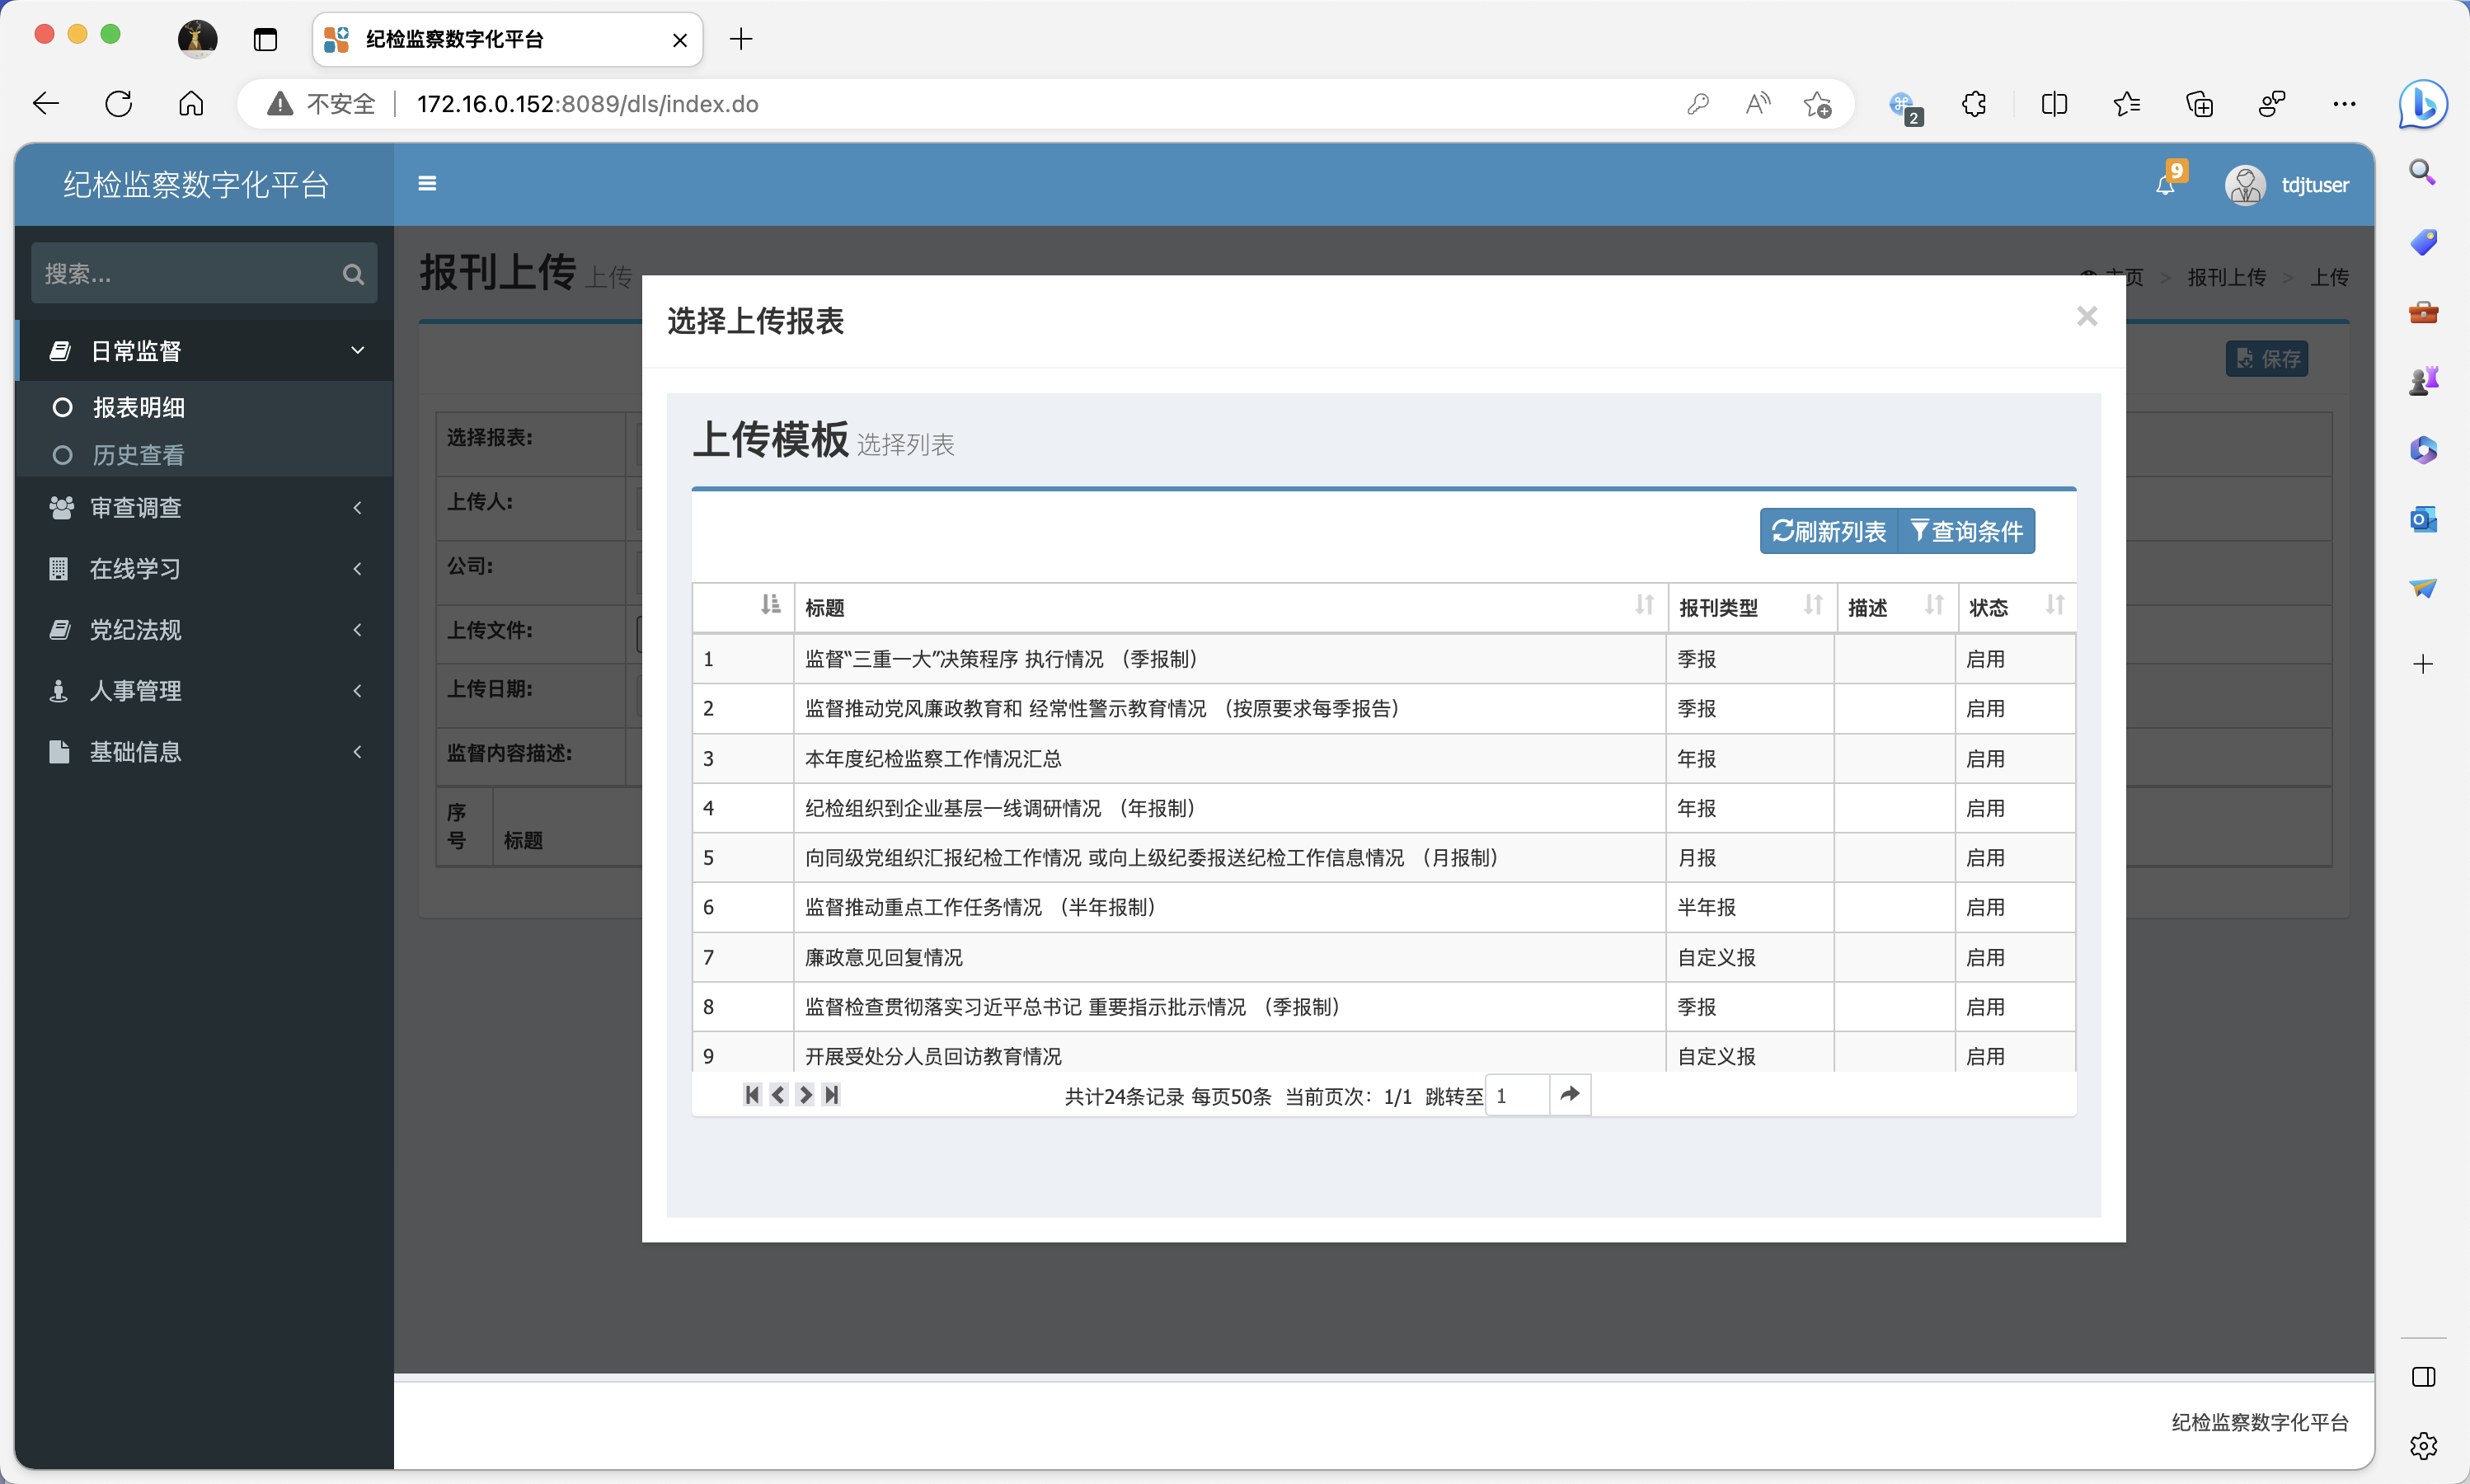 纪检监察数字化平台
不安全 172.16.0.152:8089/dls/index.do
2
纪检监察数字化平台
9
tdjtuser
搜索...
日常监督
报表明细
历史查看
审查调查
在线学习
党纪法规
人事管理
基础信息
报刊上传 上传
主页 > 报刊上传 > 上传
保存
选择报表:
上传人:
公司:
上传文件:
上传日期:
监督内容描述:
序号 标题
选择上传报表 ×
上传模板 选择列表
刷新列表 查询条件
标题 报刊类型 描述 状态
1 监督“三重一大”决策程序 执行情况 （季报制） 季报 启用
2 监督推动党风廉政教育和 经常性警示教育情况 （按原要求每季报告） 季报 启用
3 本年度纪检监察工作情况汇总 年报 启用
4 纪检组织到企业基层一线调研情况 （年报制） 年报 启用
5 向同级党组织汇报纪检工作情况 或向上级纪委报送纪检工作信息情况 （月报制） 月报 启用
6 监督推动重点工作任务情况 （半年报制） 半年报 启用
7 廉政意见回复情况 自定义报 启用
8 监督检查贯彻落实习近平总书记 重要指示批示情况 （季报制） 季报 启用
9 开展受处分人员回访教育情况 自定义报 启用
共计24条记录 每页50条 当前页次：1/1 跳转至 1
纪检监察数字化平台